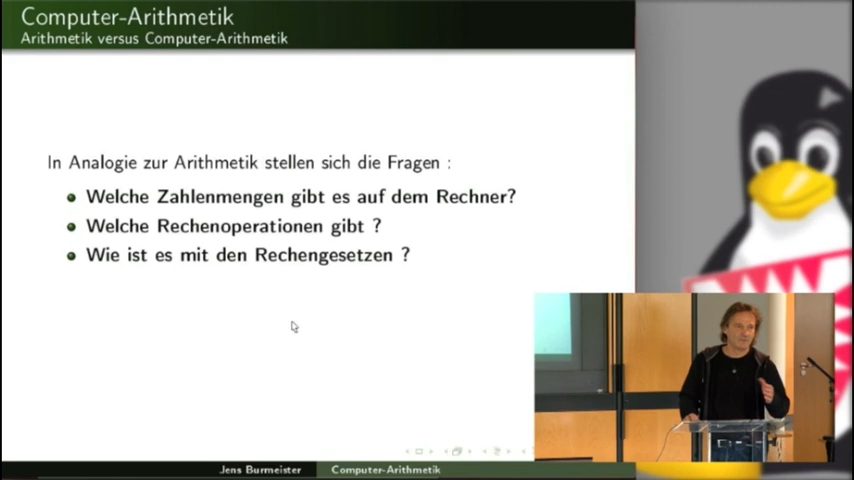 Computer-Arithmetik
Arithmetik versus Computer-Arithmetik
In Analogie zur Arithmetik stellen sich die Fragen :
Welche Zahlenmengen gibt es auf dem Rechner?
Welche Rechenoperationen gibt ?
Wie ist es mit den Rechengesetzen ?
Jens Burmeister
Computer-Arithmetik